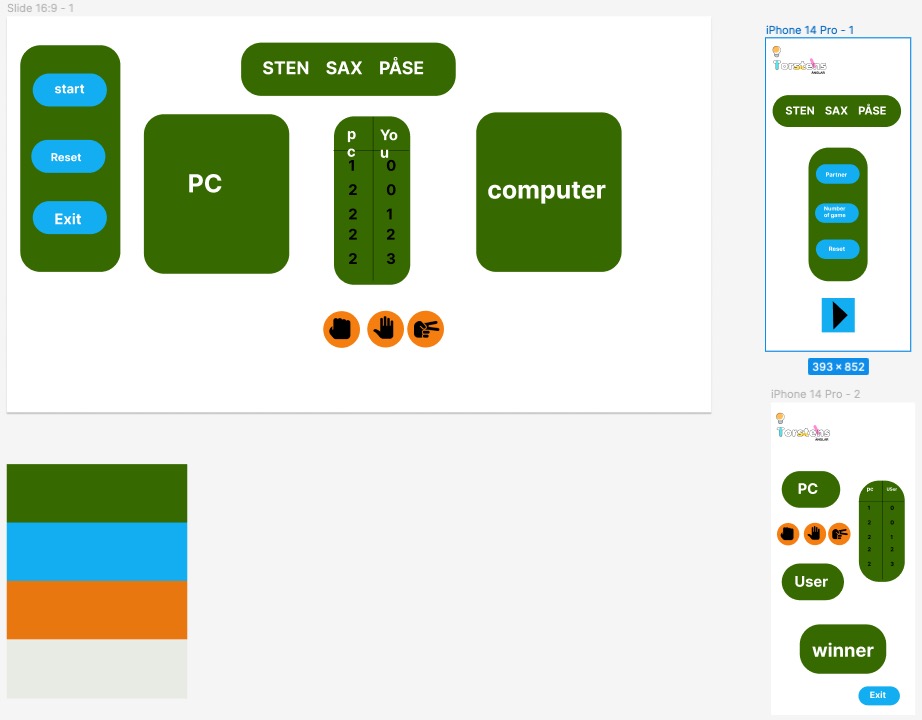 Slide 16:9 - 1
STEN SAX PÅSE
start
Reset
Exit
PC
p
c
Yo
u
1 0
2 0
2 1
2 2
2 3
computer
iPhone 14 Pro - 1
Torstens
ÄNGLAR
STEN SAX PÅSE
Partner
Number
of game
Reset
393 × 852
iPhone 14 Pro - 2
Torstens
ÄNGLAR
PC
pc USer
1 0
2 0
2 1
2 2
2 3
User
winner
Exit